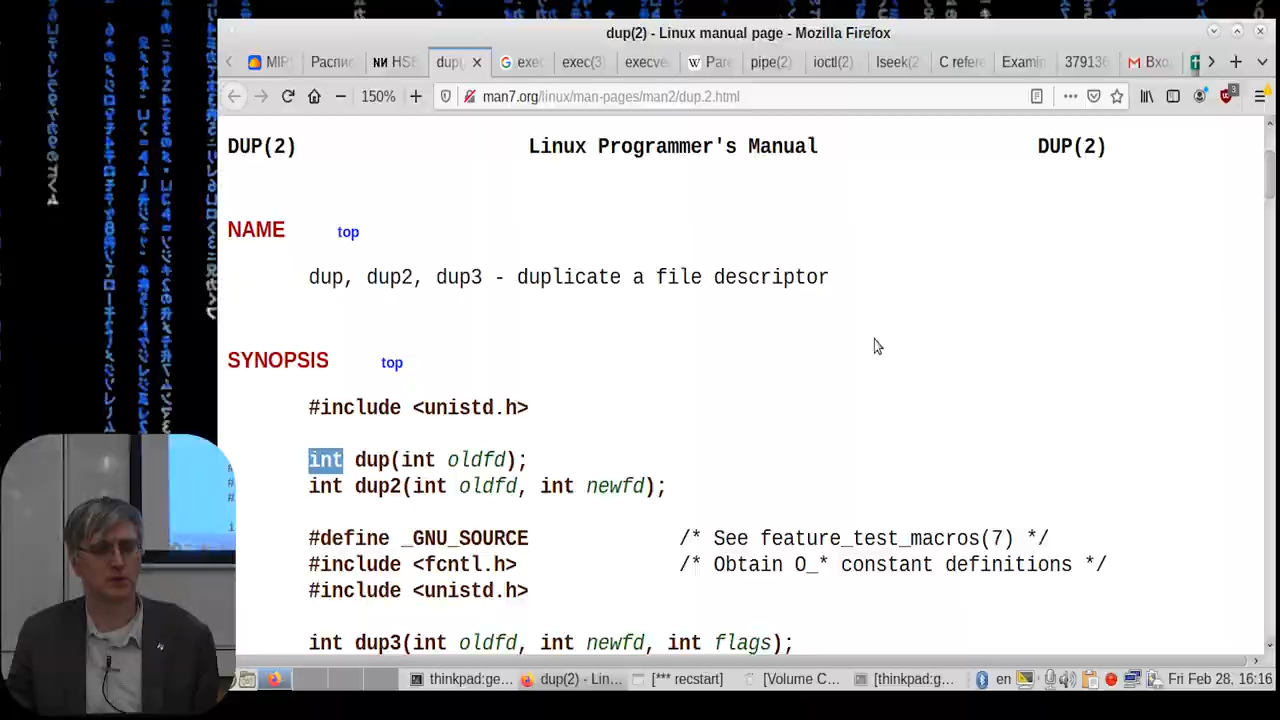 dup(2) - Linux manual page - Mozilla Firefox
MIP
Распис
ᴎИ HSE
dup(
exec
exec(3)
execve
Pare
pipe(2)
ioctl(2)
lseek(2
C refere
Examin
379136
Вхо
150%
man7.org/linux/man-pages/man2/dup.2.html
3
DUP(2) Linux Programmer's Manual DUP(2)
NAME top
dup, dup2, dup3 - duplicate a file descriptor
SYNOPSIS top
#include <unistd.h>
int dup(int oldfd);
int dup2(int oldfd, int newfd);
#define _GNU_SOURCE /* See feature_test_macros(7) */
#include <fcntl.h> /* Obtain O_* constant definitions */
#include <unistd.h>
int dup3(int oldfd, int newfd, int flags);
thinkpad:ge...
dup(2) - Lin...
[*** recstart]
[Volume C...
[thinkpad:g...
en
Fri Feb 28, 16:16